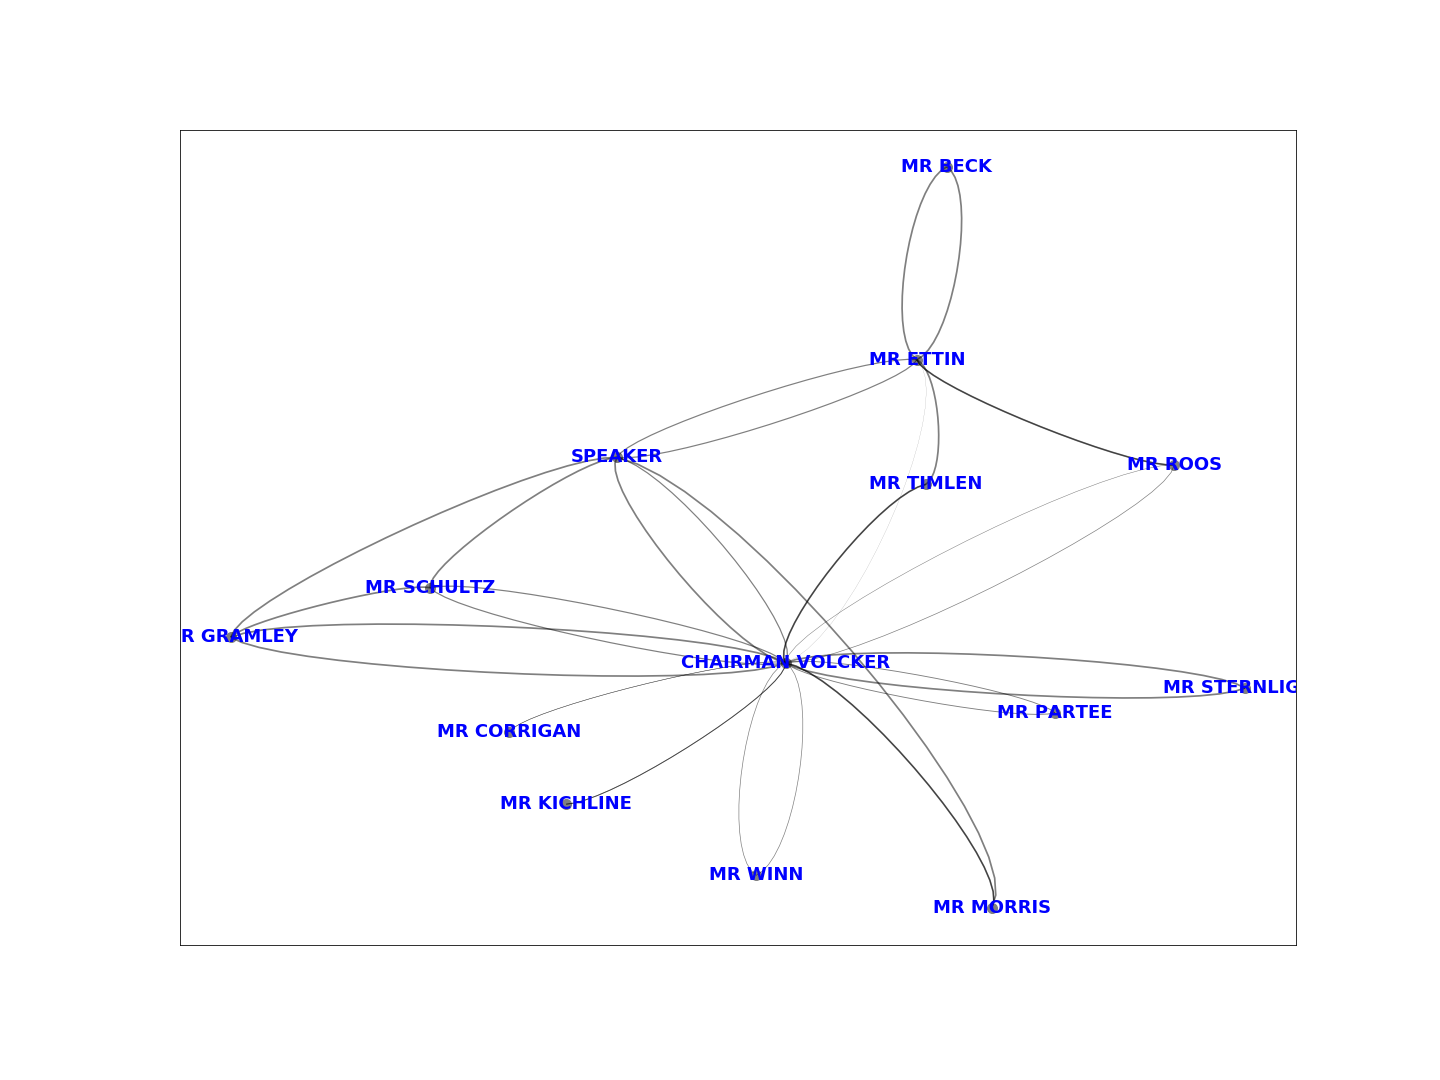 MR BECK
MR ETTIN
SPEAKER
MR ROOS
MR TIMLEN
MR SCHULTZ
R GRAMLEY
CHAIRMAN VOLCKER
MR STERNLIG
MR PARTEE
MR CORRIGAN
MR KICHLINE
MR WINN
MR MORRIS